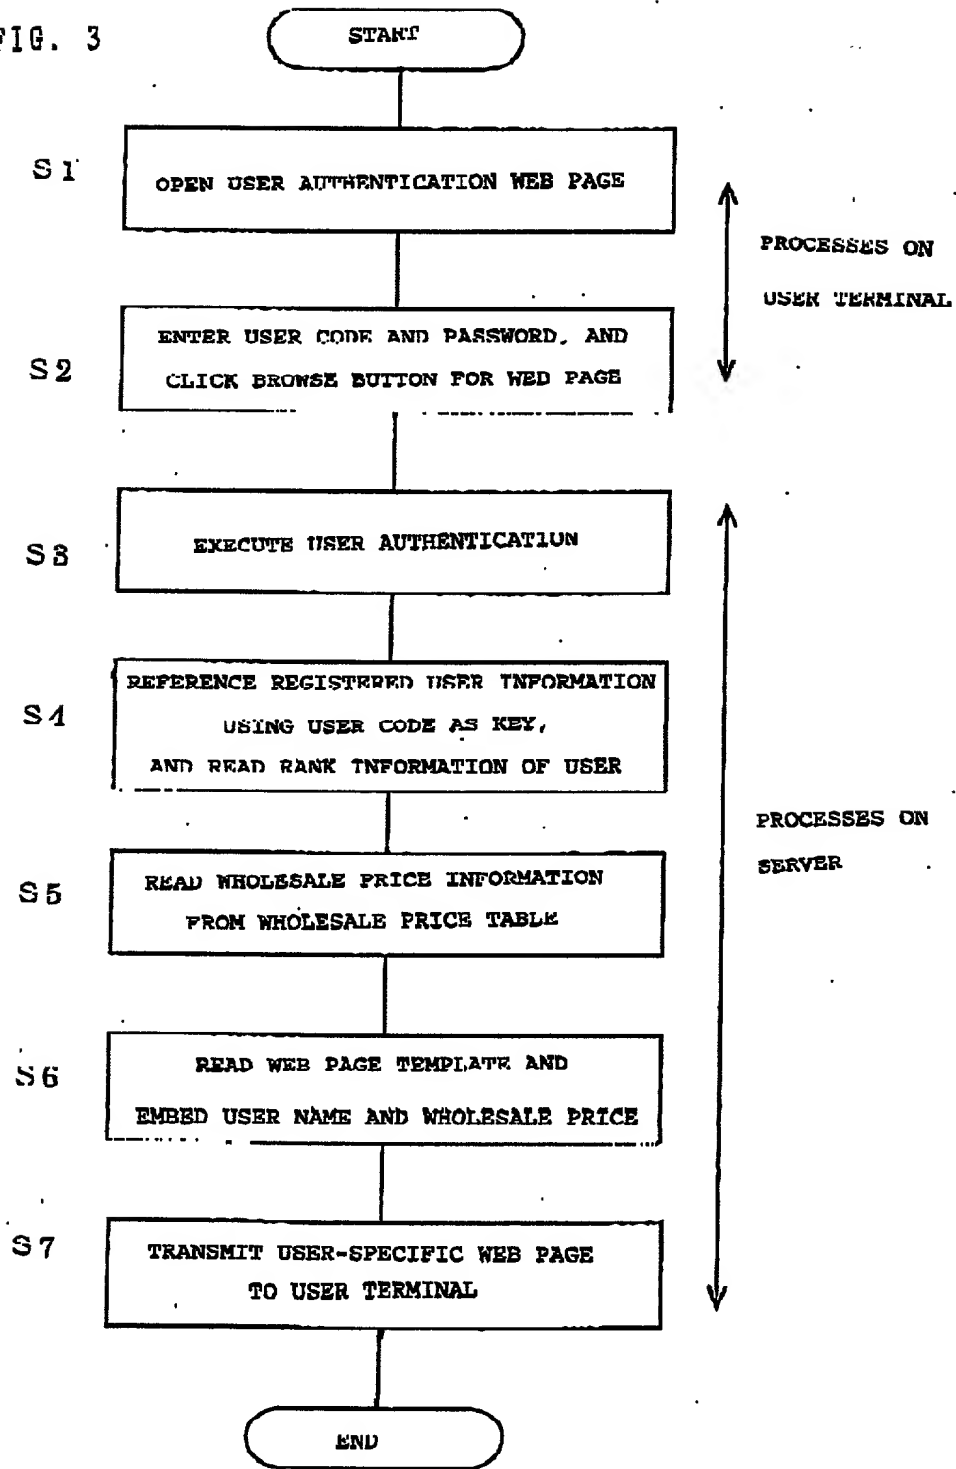 FIG. 3
START
S1
OPEN USER AUTHENTICATION WEB PAGE
PROCESSES ON
USER TERMINAL
S2
ENTER USER CODE AND PASSWORD, AND
CLICK BROWSE BUTTON FOR WED PAGE
S3
EXECUTE USER AUTHENTICATION
S4
REFERENCE REGISTERED USER INFORMATION
USING USER CODE AS KEY,
AND READ RANK INFORMATION OF USER
PROCESSES ON
SERVER
S5
READ WHOLESALE PRICE INFORMATION
FROM WHOLESALE PRICE TABLE
S6
READ WEB PAGE TEMPLATE AND
EMBED USER NAME AND WHOLESALE PRICE
S7
TRANSMIT USER-SPECIFIC WEB PAGE
TO USER TERMINAL
END